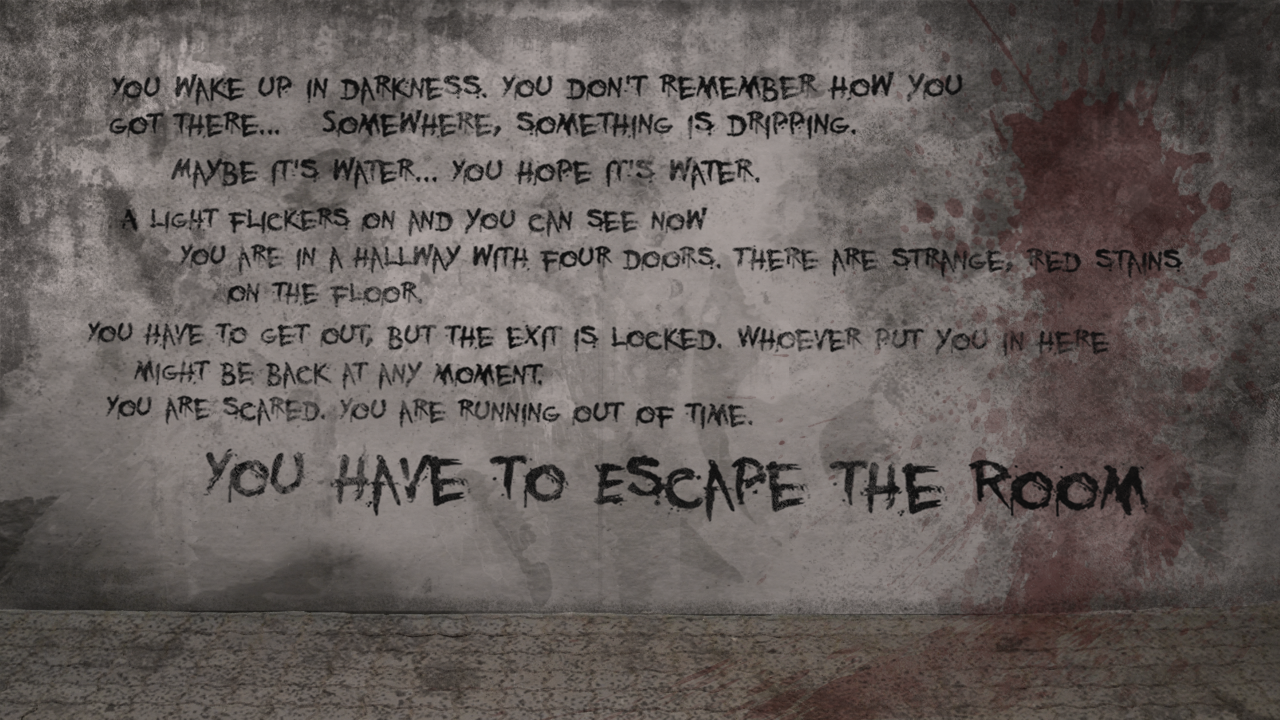 YOU WAKE UP IN DARKNESS. YOU DON'T REMEMBER HOW YOU
GOT THERE... SOMEWHERE, SOMETHING IS DRIPPING.
MAYBE IT'S WATER... YOU HOPE IT'S WATER.
A LIGHT FLICKERS ON AND YOU CAN SEE NOW
YOU ARE IN A HALLWAY WITH FOUR DOORS. THERE ARE STRANGE, RED STAINS
ON THE FLOOR.
YOU HAVE TO GET OUT, BUT THE EXIT IS LOCKED. WHOEVER PUT YOU IN HERE
MIGHT BE BACK AT ANY MOMENT.
YOU ARE SCARED. YOU ARE RUNNING OUT OF TIME.
YOU HAVE TO ESCAPE THE ROOM